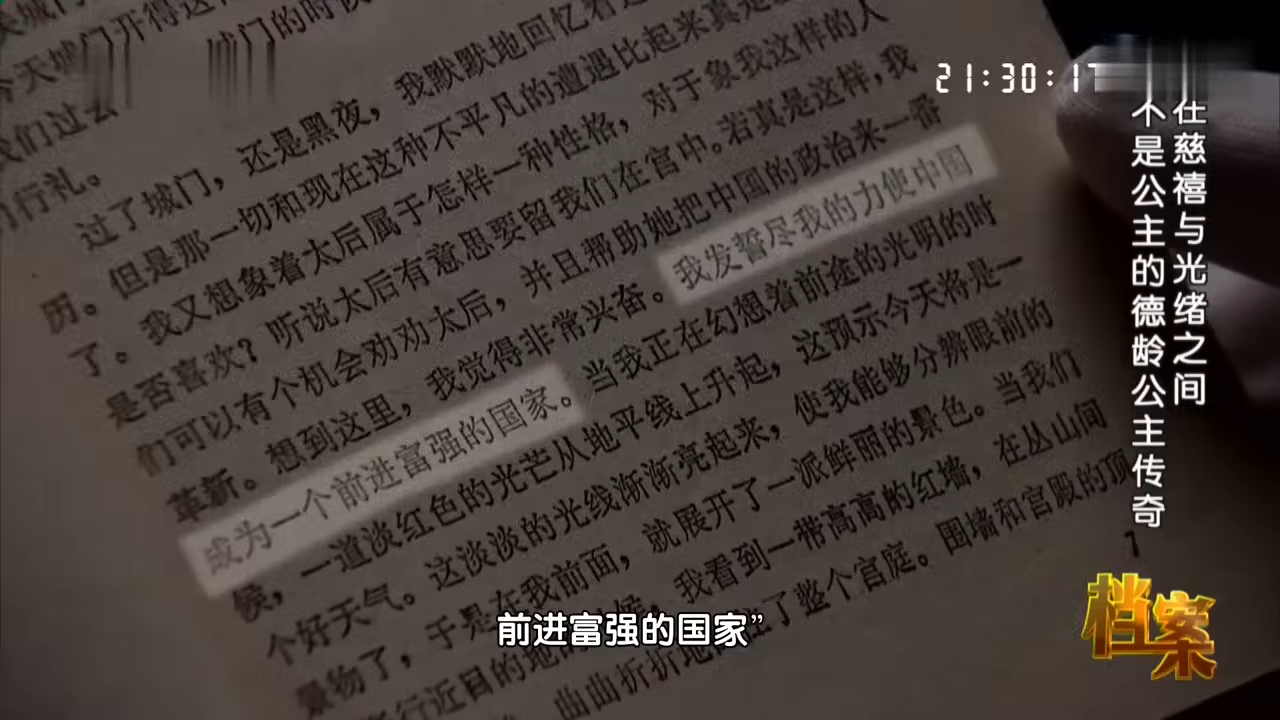 天城门开得这
城门的时候
我们过去
们行礼。
过了城门，还是黑夜，我默默地回忆着过
历。但是那一切和现在这种不平凡的遭遇比起来真是
了。我又想象着太后属于怎样一种性格，对于象我这样的人
是否喜欢？听说太后有意思要留我们在宫中。若真是这样，我
们可以有个机会劝劝太后，并且帮助她把中国的政治来一番
革新。想到这里，我觉得非常兴奋。我发誓尽我的力使中国
成为一个前进富强的国家。当我正在幻想着前途的光明的时
候，一道淡红色的光芒从地平线上升起，这预示今天将是一
个好天气。这淡淡的光线渐渐亮起来，使我能够分辨眼前的
景物了，于是在我前面，就展开了一派鲜丽的景色。当我们
行近目的地 候，我看到一带高高的红墙，在丛山间
曲曲折折地 了整个宫庭。围墙和宫殿的顶
7
21:30:17
在慈禧与光绪之间
不是公主的德龄公主传奇
前进富强的国家”
档案